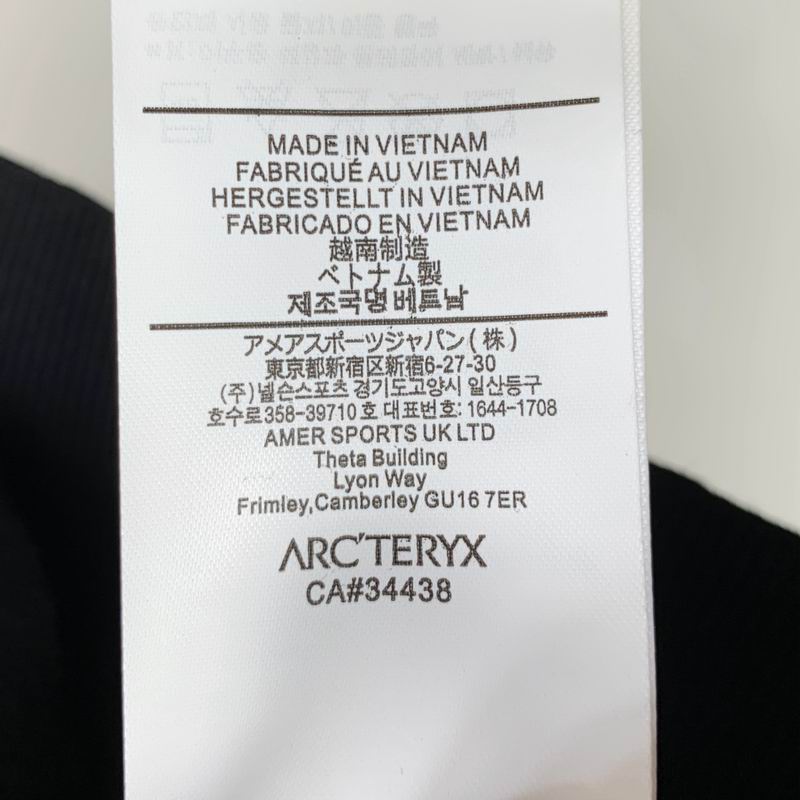 MADE IN VIETNAM
FABRIQUÉ AU VIETNAM
HERGESTELLT IN VIETNAM
FABRICADO EN VIETNAM
越南制造
ベトナム製
제조국명 베트남
アメアスポーツジャパン(株)
東京都新宿区新宿6-27-30
(주)넬슨스포츠 경기도고양시 일산동구
호수로358-39710호 대표번호: 1644-1708
AMER SPORTS UK LTD
Theta Building
Lyon Way
Frimley,Camberley GU16 7ER
ARC'TERYX
CA#34438